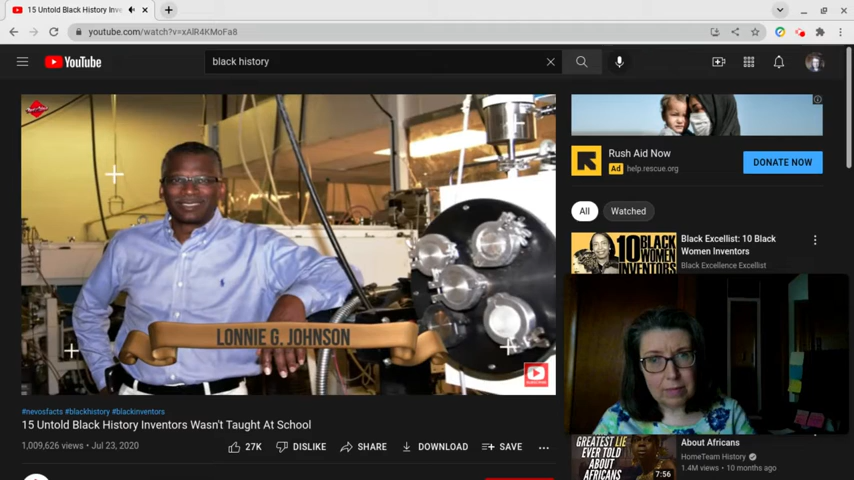 15 Untold Black History Inve
youtube.com/watch?v=xAlR4KMoFa8
YouTube
black history
LONNIE G. JOHNSON
Rush Aid Now
Ad help.rescue.org
DONATE NOW
All
Watched
10 BLACK
WOMEN
INVENTORS
Black Excellist: 10 Black
Women Inventors
Black Excellence Excellist
#nevosfacts #blackhistory #blackinventors
15 Untold Black History Inventors Wasn't Taught At School
1,009,626 views • Jul 23, 2020
27K
DISLIKE
SHARE
DOWNLOAD
SAVE
GREATEST LIE
EVER TOLD
ABOUT
AFRICANS
7:56
About Africans
HomeTeam History
1.4M views • 10 months ago